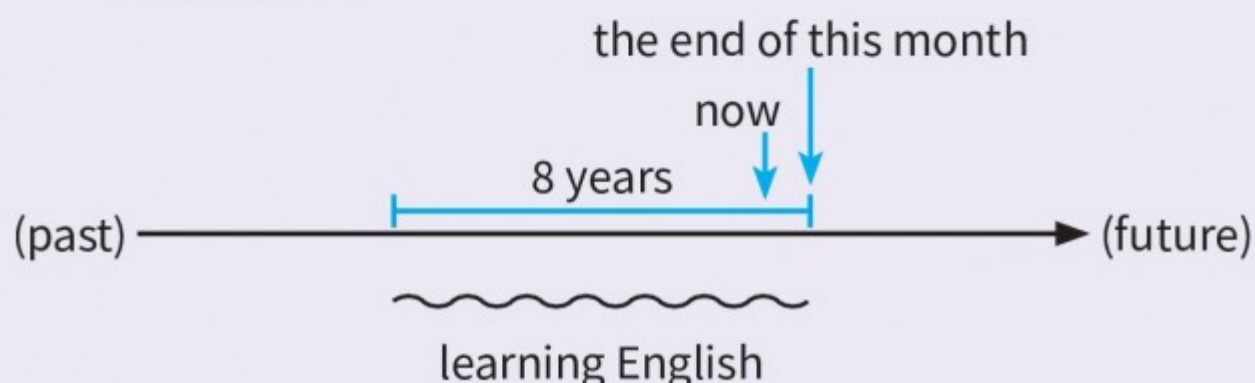 the end of this month
now
8 years
(past)
(future)
learning English